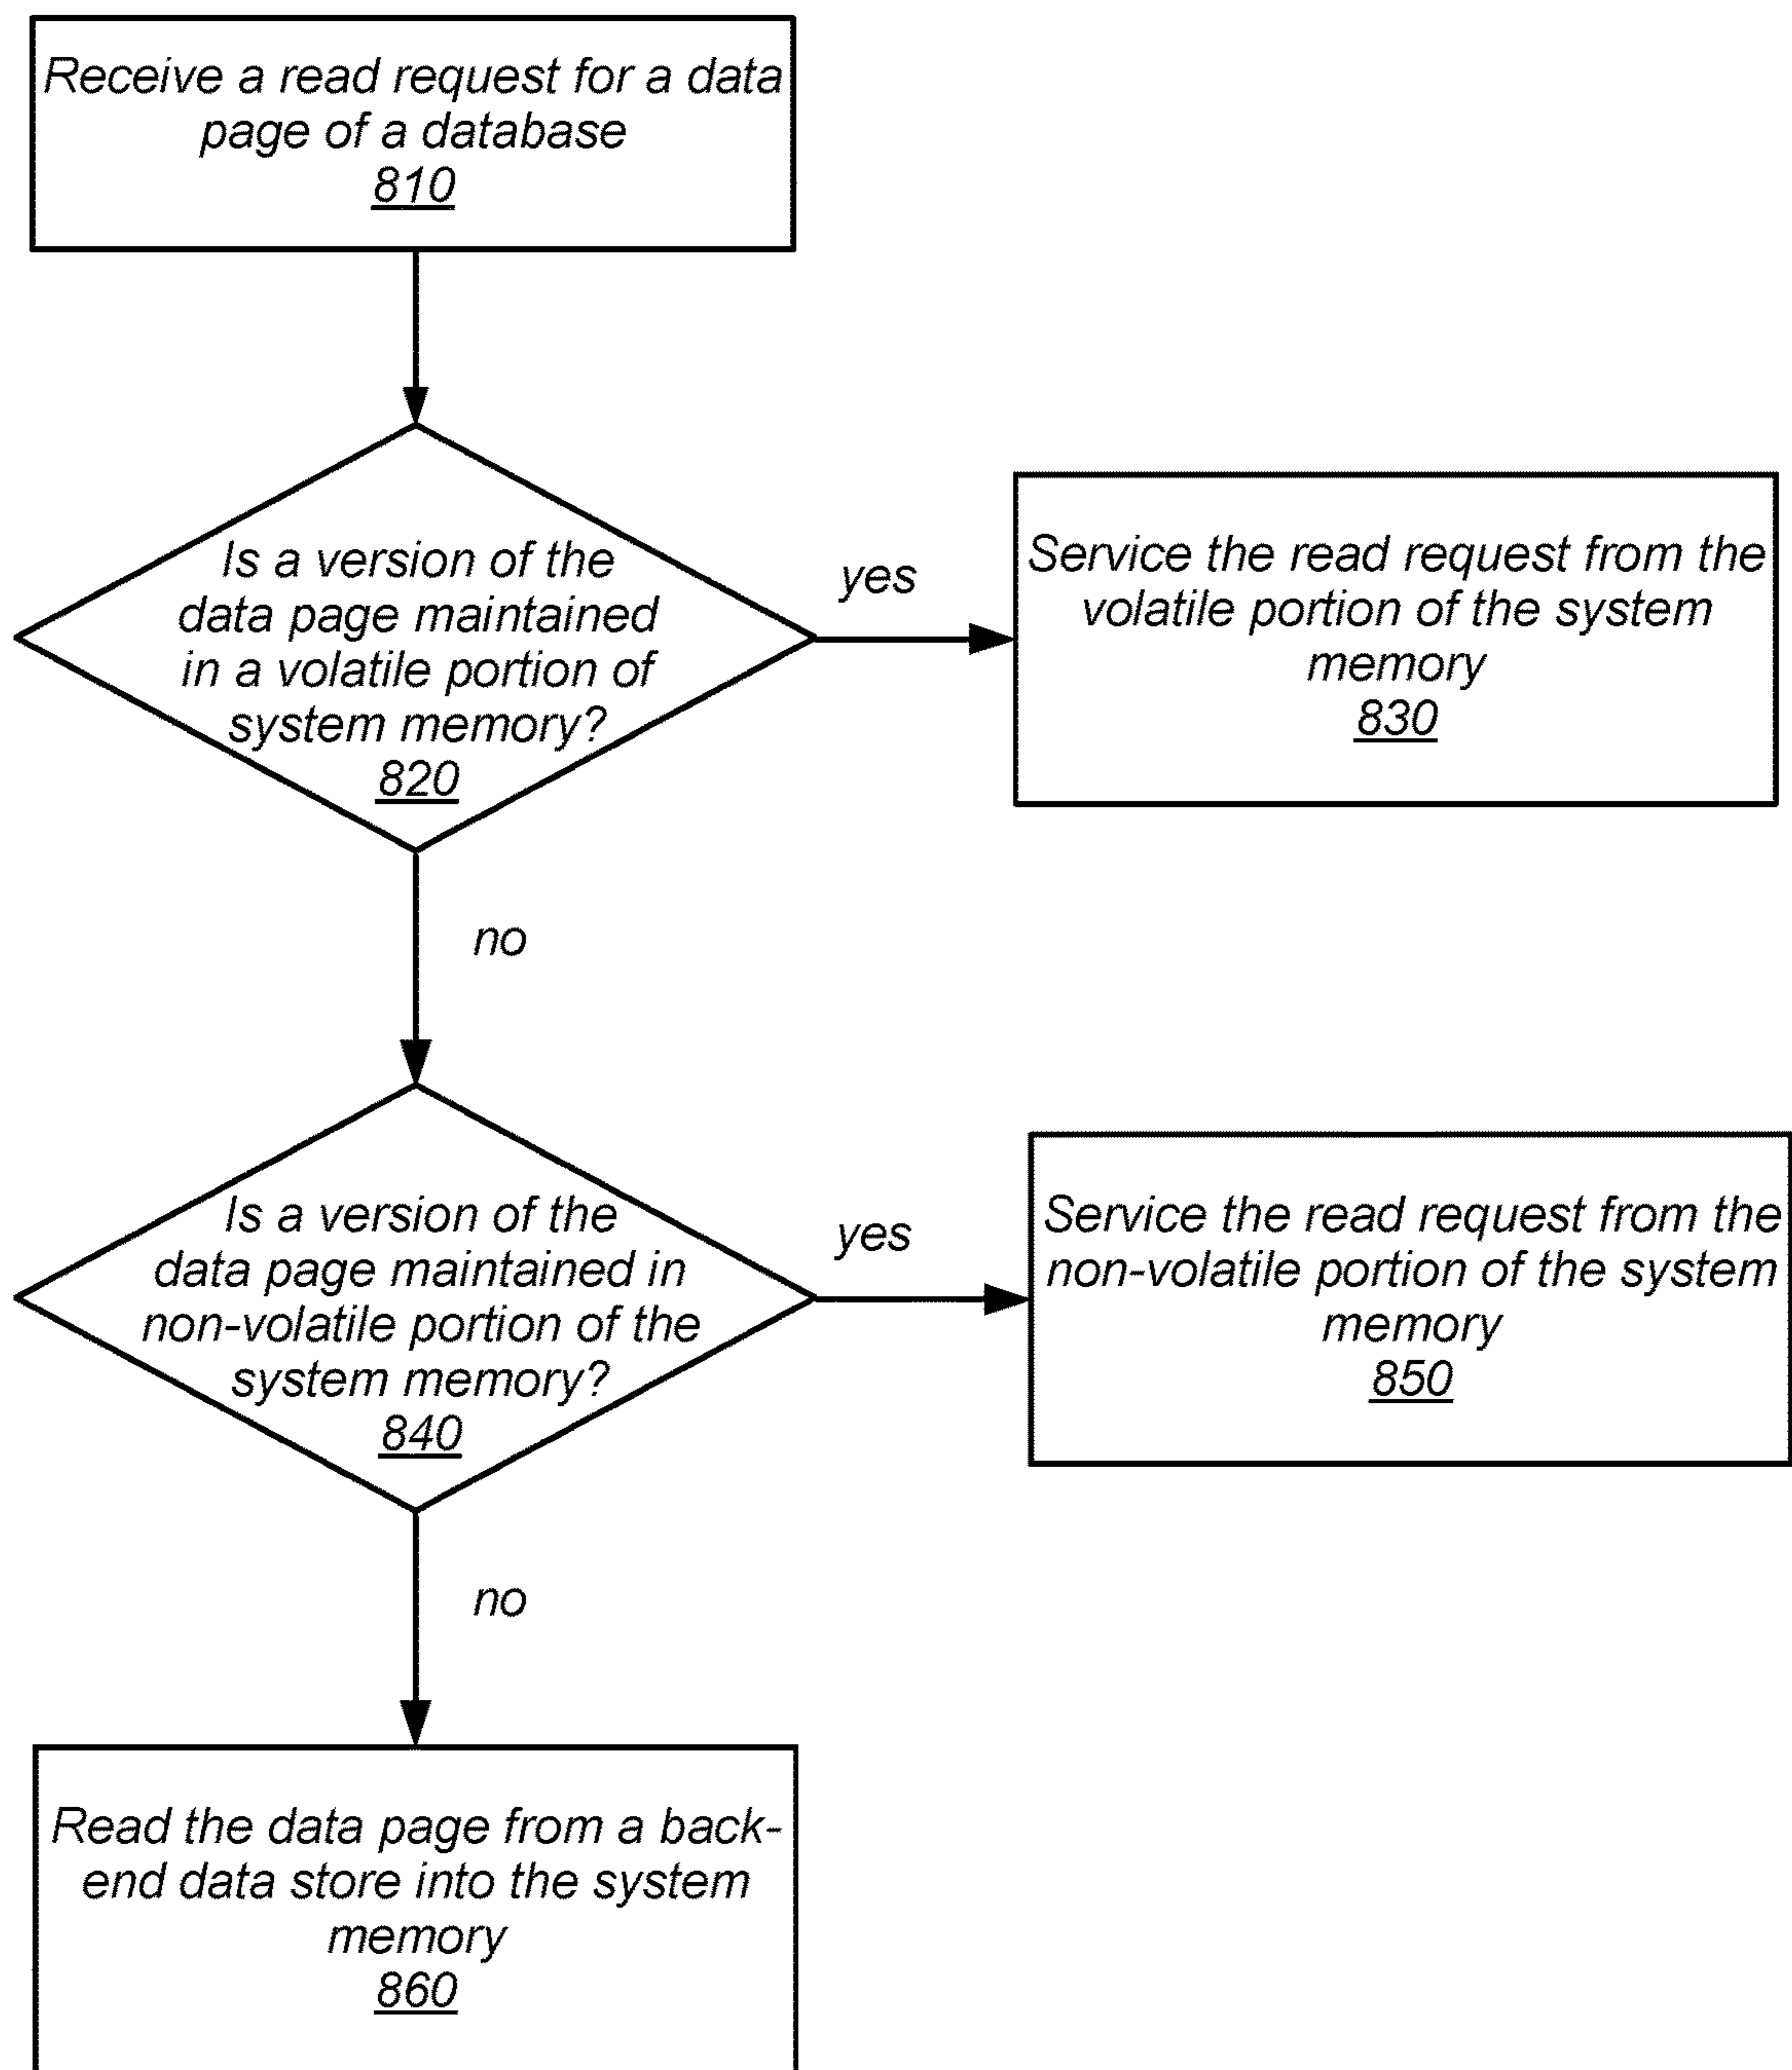 Receive a read request for a data
page of a database
810
Is a version of the
data page maintained
in a volatile portion of
system memory?
820
yes
Service the read request from the
volatile portion of the system
memory
830
no
Is a version of the
data page maintained in
non-volatile portion of the
system memory?
840
yes
Service the read request from the
non-volatile portion of the system
memory
850
no
Read the data page from a back-
end data store into the system
memory
860